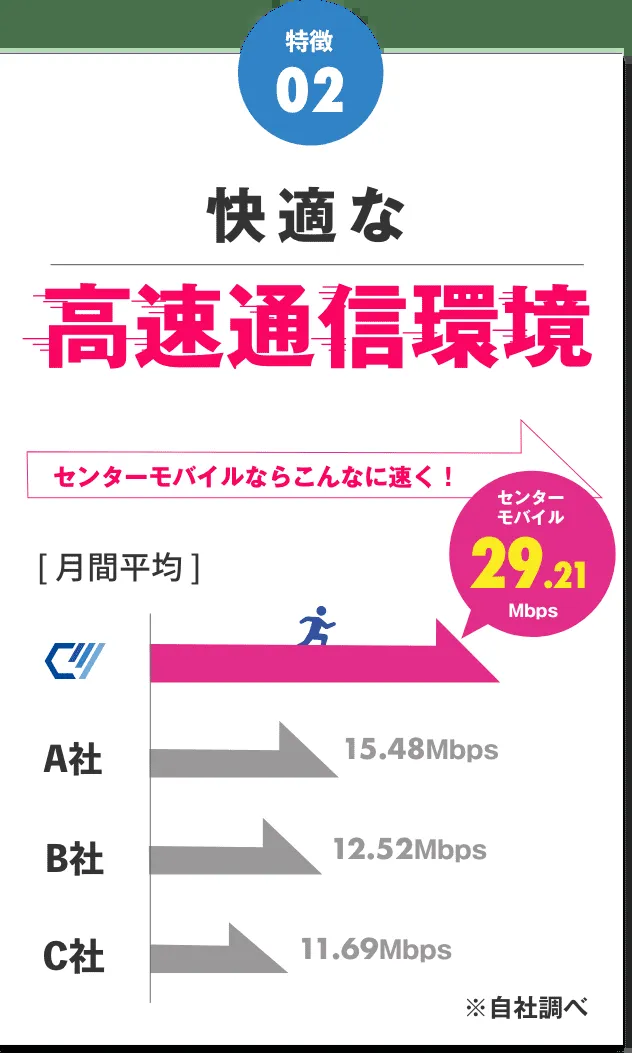 特徴
02
快適な
高速通信環境
センターモバイルならこんなに速く！
センター
モバイル
29.21
Mbps
[ 月間平均 ]
A社
15.48Mbps
B社
12.52Mbps
C社
11.69Mbps
※自社調べ